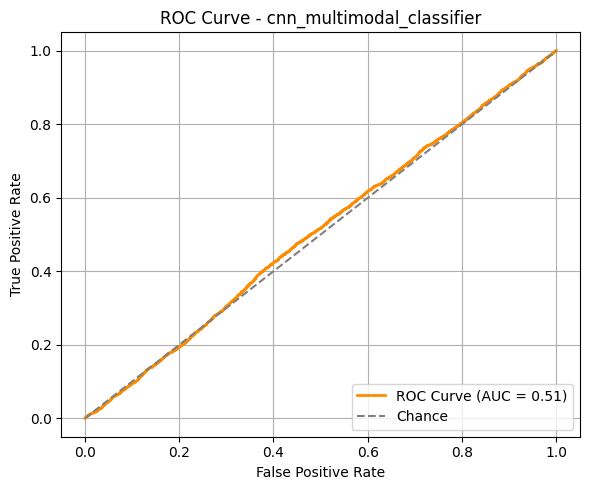 ROC Curve - cnn_multimodal_classifier
True Positive Rate
1.0
0.8
0.6
0.4
0.2
0.0
ROC Curve (AUC = 0.51)
Chance
0.0 0.2 0.4 0.6 0.8 1.0
False Positive Rate